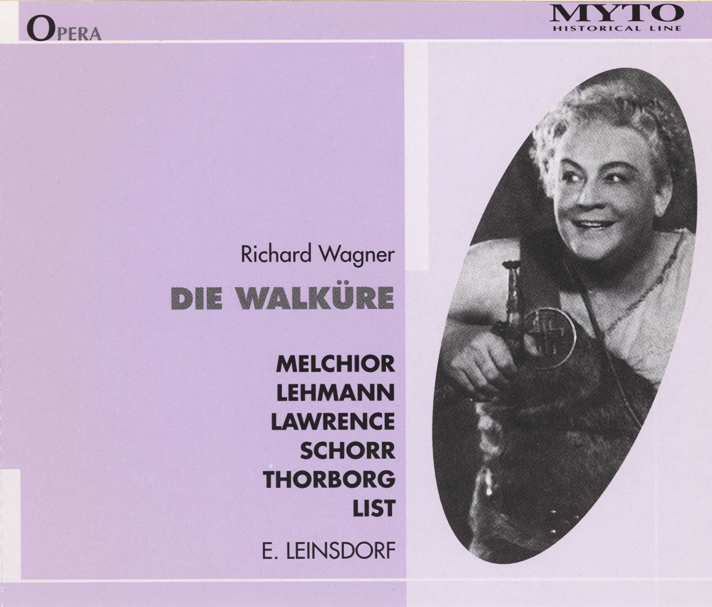 OPERA
MYTO
HISTORICAL LINE
Richard Wagner
DIE WALKÜRE
MELCHIOR
LEHMANN
LAWRENCE
SCHORR
THORBORG
LIST
E. LEINSDORF